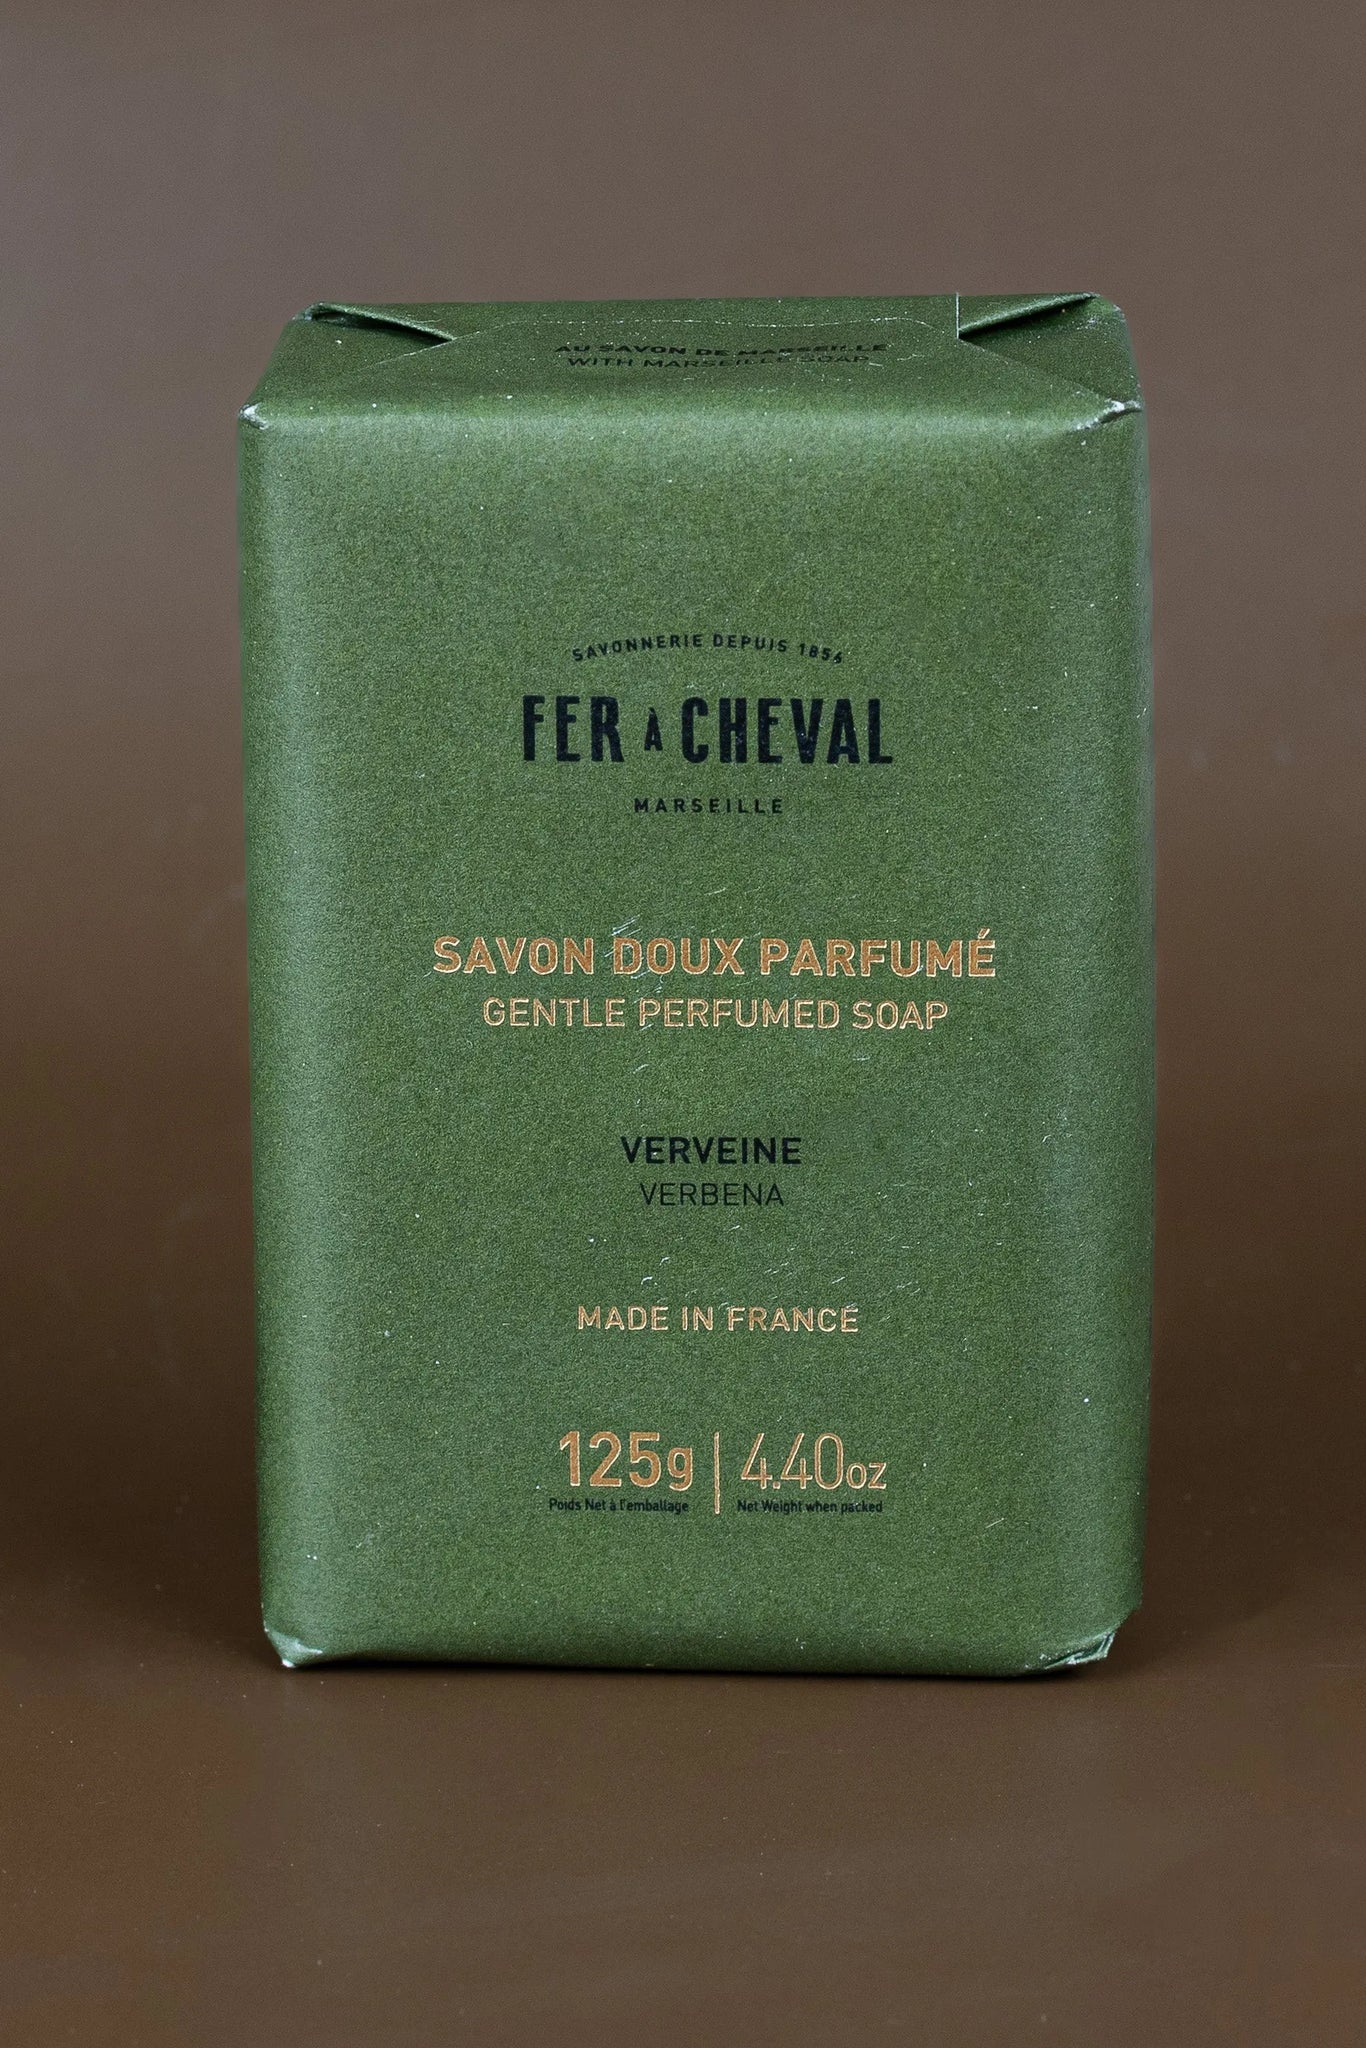 AU SAVON DE MARSEILLE
WITH MARSEILLE SOAP
SAVONNERIE DEPUIS 1856
FER À CHEVAL
MARSEILLE
SAVON DOUX PARFUMÉ
GENTLE PERFUMED SOAP
VERVEINE
VERBENA
MADE IN FRANCE
125g | 4.40oz
Poids Net à l'emballage Net Weight when packed